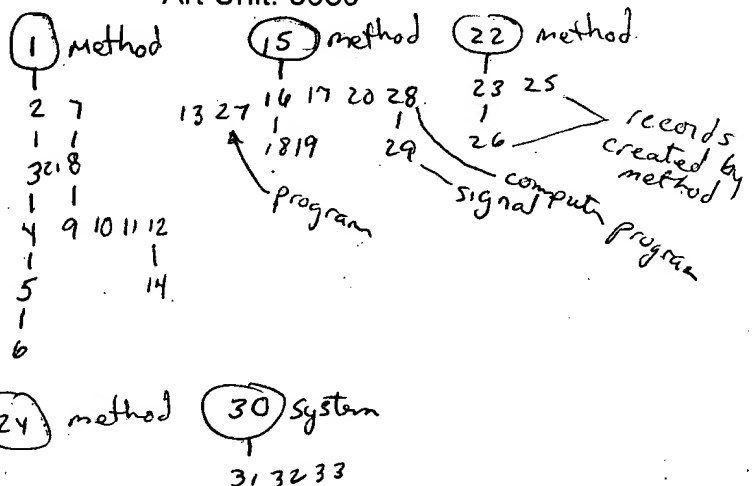 Art Unit: 3600
1 method 15 method 22 method
2 7 13 27 16 17 20 28 23 25
3 21 8 18 19 29 26 records
created by
method
program signal computer program
4 9 10 11 12
5 14
6
24 method 30 system
31 32 33